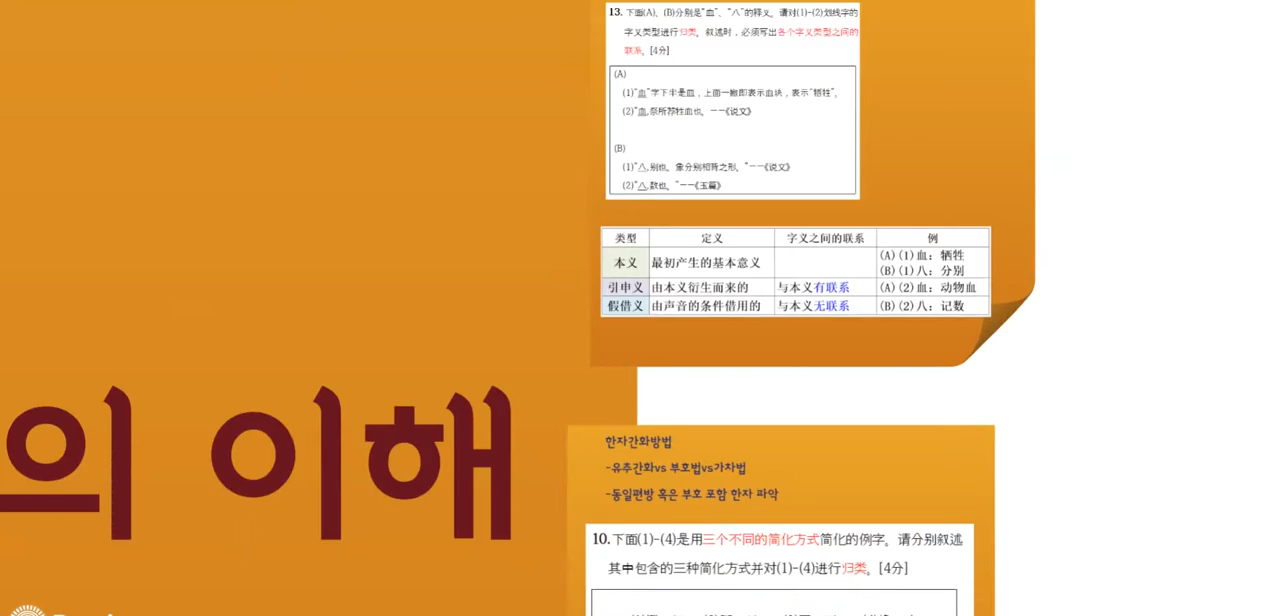 13. 下面(A)、(B)分别是"血"、"八"的释义。请对(1)-(2)划线字的
字义类型进行归类。叙述时，必须写出各个字义类型之间的
联系。[4分]
(A)
(1)"血"字下半是皿，上面一撇即表示血块，表示"牺牲"。
(2)"血,祭所荐牲血也。——《说文》
(B)
(1)"八,别也。象分别相背之形。"——《说文》
(2)"八,数也。"——《玉篇》
类型 定义 字义之间的联系 例
本义 最初产生的基本意义 (A)(1)血：牺牲
(B)(1)八：分别
引申义 由本义衍生而来的 与本义有联系 (A)(2)血：动物血
假借义 由声音的条件借用的 与本义无联系 (B)(2)八：记数
의 이해
한자간화방법
-유추간화vs 부호법vs가차법
-동일편방 혹은 부호 포함 한자 파악
10.下面(1)-(4)是用三个不同的简化方式简化的例字。请分别叙述
其中包含的三种简化方式并对(1)-(4)进行归类。[4分]